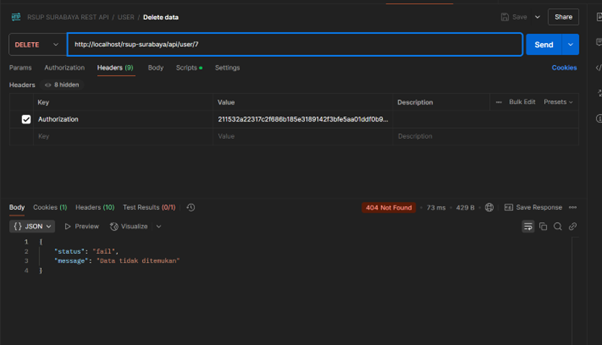 RSUP SURABAYA REST API / USER / Delete data
Save
Share
DELETE
http://localhost/rsup-surabaya/api/user/7
Send
Params Authorization Headers (9) Body Scripts Settings
Cookies
Headers 8 hidden
Key Value Description Bulk Edit Presets
Authorization 211532a22317c2f686b185e3189142f3bfe5aa01ddf0b9...
Key Value Description
Body Cookies (1) Headers (10) Test Results (0/1)
404 Not Found 73 ms 429 B Save Response
{} JSON Preview Visualize
1 {
2 "status": "fail",
3 "message": "Data tidak ditemukan"
4 }